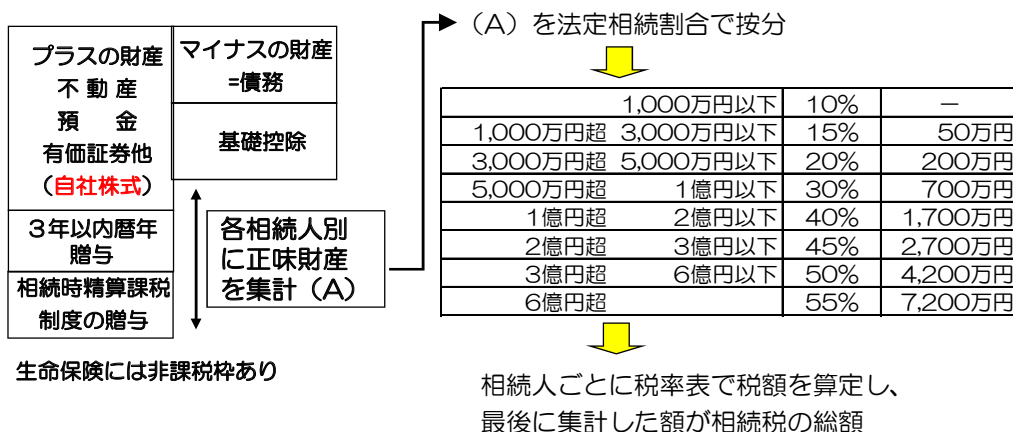 プラスの財産
不 動 産
預　　金
有価証券他
（自社株式）
マイナスの財産
=債務
基礎控除
3年以内暦年
贈与
相続時精算課税
制度の贈与
各相続人別
に正味財産
を集計（A）
生命保険には非課税枠あり
（A）を法定相続割合で按分
1,000万円以下 10% －
1,000万円超 3,000万円以下 15% 50万円
3,000万円超 5,000万円以下 20% 200万円
5,000万円超 1億円以下 30% 700万円
1億円超 2億円以下 40% 1,700万円
2億円超 3億円以下 45% 2,700万円
3億円超 6億円以下 50% 4,200万円
6億円超 55% 7,200万円
相続人ごとに税率表で税額を算定し、
最後に集計した額が相続税の総額